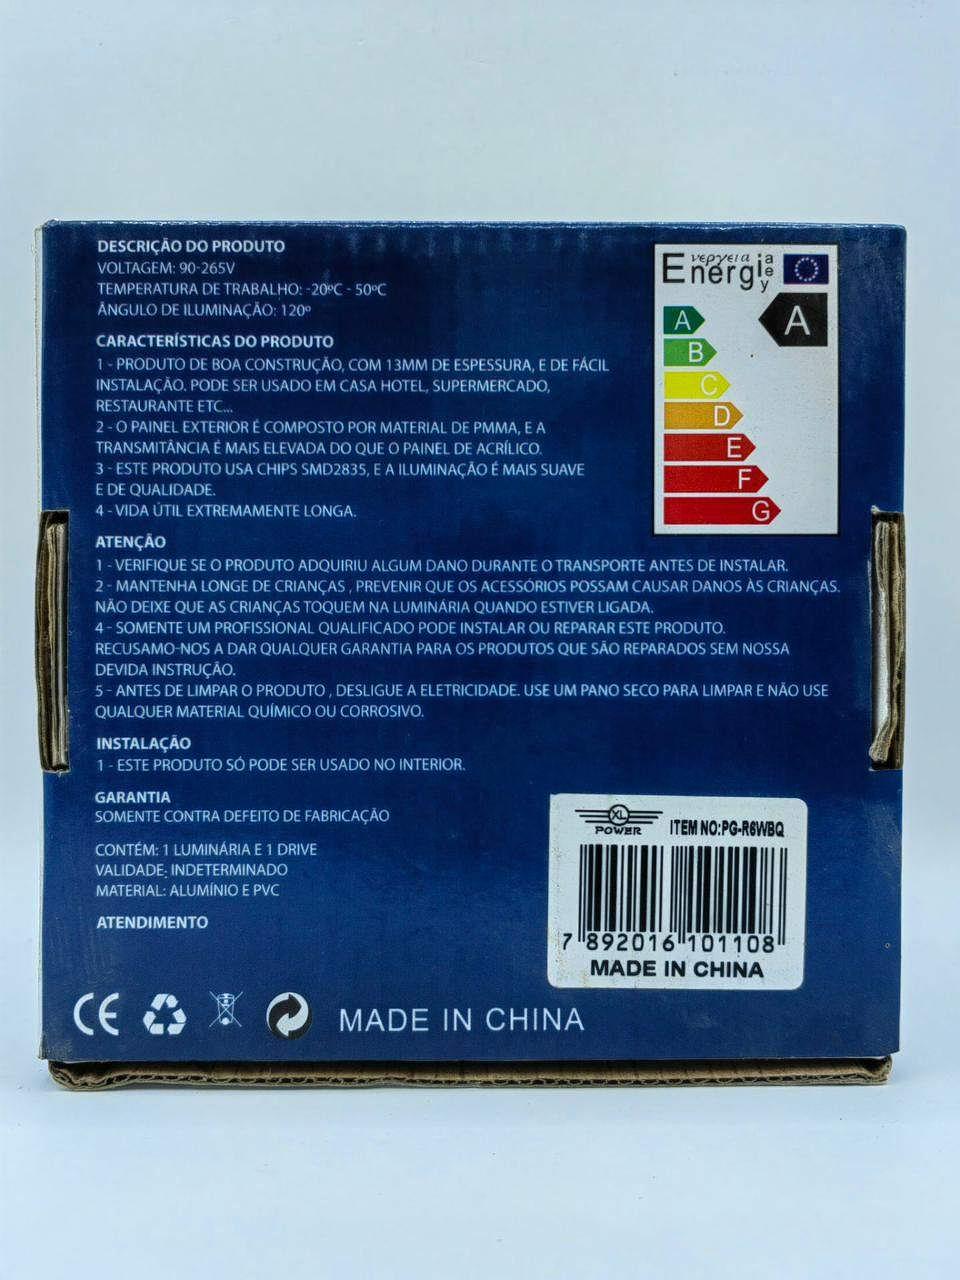 DESCRIÇÃO DO PRODUTO
VOLTAGEM: 90-265V
TEMPERATURA DE TRABALHO: -20ºC - 50ºC
ÂNGULO DE ILUMINAÇÃO: 120º
CARACTERÍSTICAS DO PRODUTO
1 - PRODUTO DE BOA CONSTRUÇÃO, COM 13MM DE ESPESSURA, E DE FÁCIL
INSTALAÇÃO. PODE SER USADO EM CASA HOTEL, SUPERMERCADO,
RESTAURANTE ETC...
2 - O PAINEL EXTERIOR É COMPOSTO POR MATERIAL DE PMMA, E A
TRANSMITÂNCIA É MAIS ELEVADA DO QUE O PAINEL DE ACRÍLICO.
3 - ESTE PRODUTO USA CHIPS SMD2835, E A ILUMINAÇÃO É MAIS SUAVE
E DE QUALIDADE.
4 - VIDA ÚTIL EXTREMAMENTE LONGA.
Energi a
ενεργεια e
y
A
A
B
C
D
E
F
G
ATENÇÃO
1 - VERIFIQUE SE O PRODUTO ADQUIRIU ALGUM DANO DURANTE O TRANSPORTE ANTES DE INSTALAR.
2 - MANTENHA LONGE DE CRIANÇAS , PREVENIR QUE OS ACESSÓRIOS POSSAM CAUSAR DANOS ÀS CRIANÇAS.
NÃO DEIXE QUE AS CRIANÇAS TOQUEM NA LUMINÁRIA QUANDO ESTIVER LIGADA.
4 - SOMENTE UM PROFISSIONAL QUALIFICADO PODE INSTALAR OU REPARAR ESTE PRODUTO.
RECUSAMO-NOS A DAR QUALQUER GARANTIA PARA OS PRODUTOS QUE SÃO REPARADOS SEM NOSSA
DEVIDA INSTRUÇÃO.
5 - ANTES DE LIMPAR O PRODUTO , DESLIGUE A ELETRICIDADE. USE UM PANO SECO PARA LIMPAR E NÃO USE
QUALQUER MATERIAL QUÍMICO OU CORROSIVO.
INSTALAÇÃO
1 - ESTE PRODUTO SÓ PODE SER USADO NO INTERIOR.
GARANTIA
SOMENTE CONTRA DEFEITO DE FABRICAÇÃO
CONTÉM: 1 LUMINÁRIA E 1 DRIVE
VALIDADE: INDETERMINADO
MATERIAL: ALUMÍNIO E PVC
ATENDIMENTO
XL
POWER
ITEM NO:PG-R6WBQ
7 892016 101108
MADE IN CHINA
CE
MADE IN CHINA